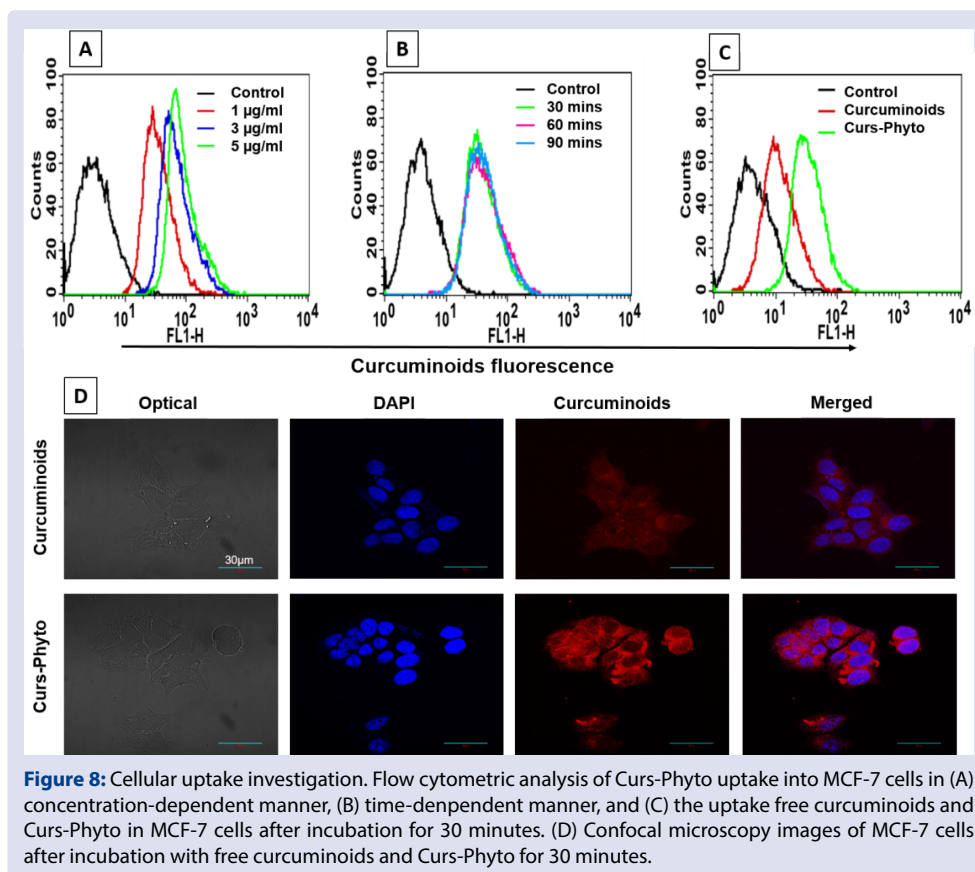 A
Control
1 µg/ml
3 µg/ml
5 µg/ml
Counts
0 20 40 60 80 100
10^0 10^1 10^2 10^3 10^4
FL1-H
B
Control
30 mins
60 mins
90 mins
Counts
0 20 40 60 80 100
10^0 10^1 10^2 10^3 10^4
FL1-H
C
Control
Curcuminoids
Curs-Phyto
Counts
0 20 40 60 80 100
10^0 10^1 10^2 10^3 10^4
FL1-H
Curcuminoids fluorescence
D
Optical DAPI Curcuminoids Merged
Curcuminoids
30µm
Curs-Phyto
Figure 8: Cellular uptake investigation. Flow cytometric analysis of Curs-Phyto uptake into MCF-7 cells in (A)
concentration-dependent manner, (B) time-denpendent manner, and (C) the uptake free curcuminoids and
Curs-Phyto in MCF-7 cells after incubation for 30 minutes. (D) Confocal microscopy images of MCF-7 cells
after incubation with free curcuminoids and Curs-Phyto for 30 minutes.